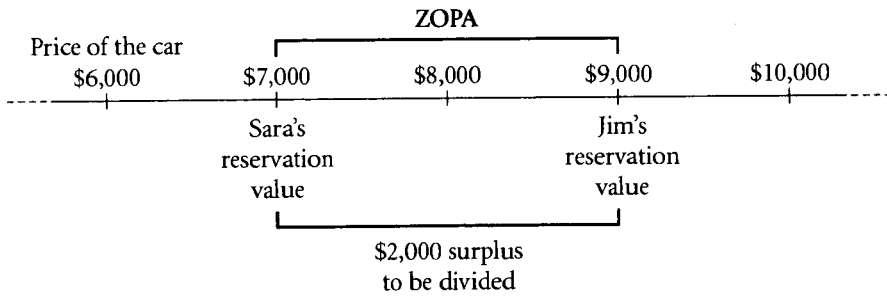 ZOPA
Price of the car
$6,000 $7,000 $8,000 $9,000 $10,000
Sara's
reservation
value
Jim's
reservation
value
$2,000 surplus
to be divided